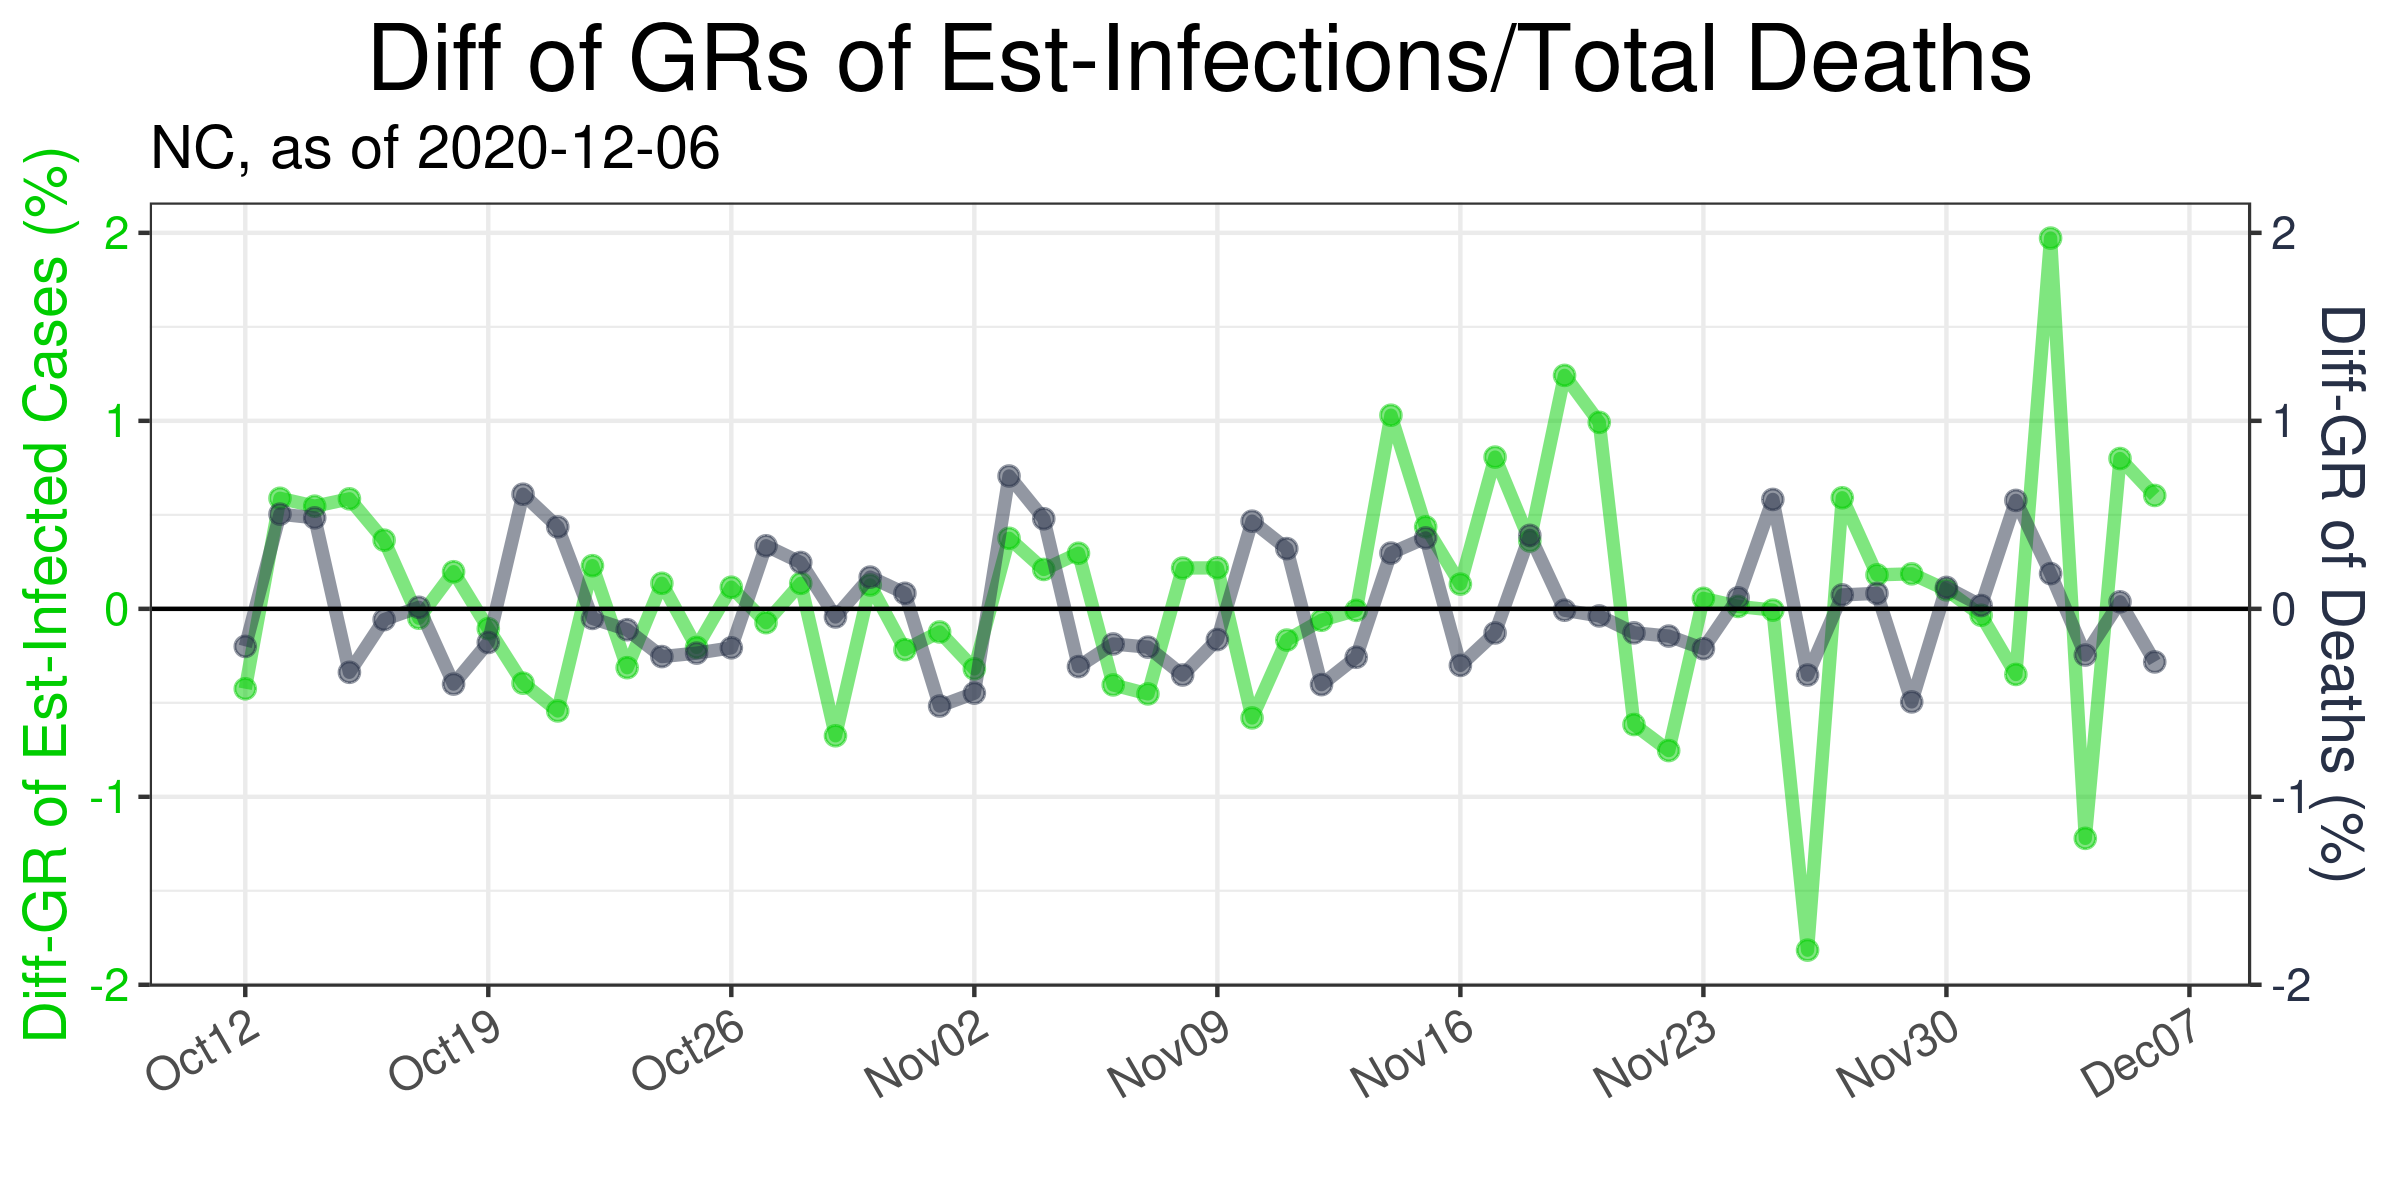 Diff of GRs of Est-Infections/Total Deaths
NC, as of 2020-12-06
Diff-GR of Est-Infected Cases (%)
2
1
0
-1
-2
2
1
0
-1
-2
Diff-GR of Deaths (%)
Oct12
Oct19
Oct26
Nov02
Nov09
Nov16
Nov23
Nov30
Dec07